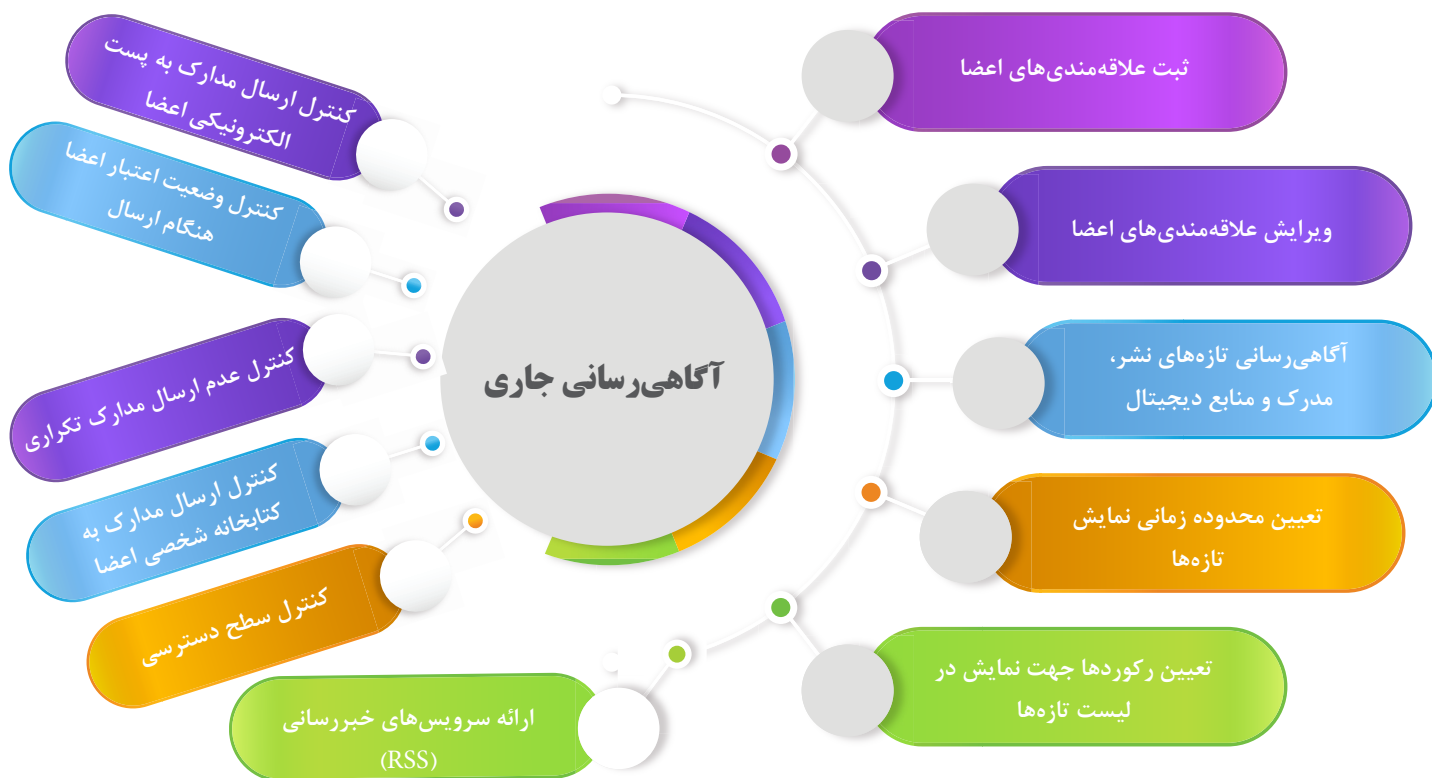 آگاهی‌رسانی جاری
ثبت علاقه‌مندی‌های اعضا
ویرایش علاقه‌مندی‌های اعضا
آگاهی‌رسانی تازه‌های نشر،
مدرک و منابع دیجیتال
تعیین محدوده زمانی نمایش
تازه‌ها
تعیین رکوردها جهت نمایش در
لیست تازه‌ها
ارائه سرویس‌های خبررسانی
(RSS)
کنترل سطح دسترسی
کنترل ارسال مدارک به
کتابخانه شخصی اعضا
کنترل عدم ارسال مدارک تکراری
کنترل وضعیت اعتبار اعضا
هنگام ارسال
کنترل ارسال مدارک به پست
الکترونیکی اعضا